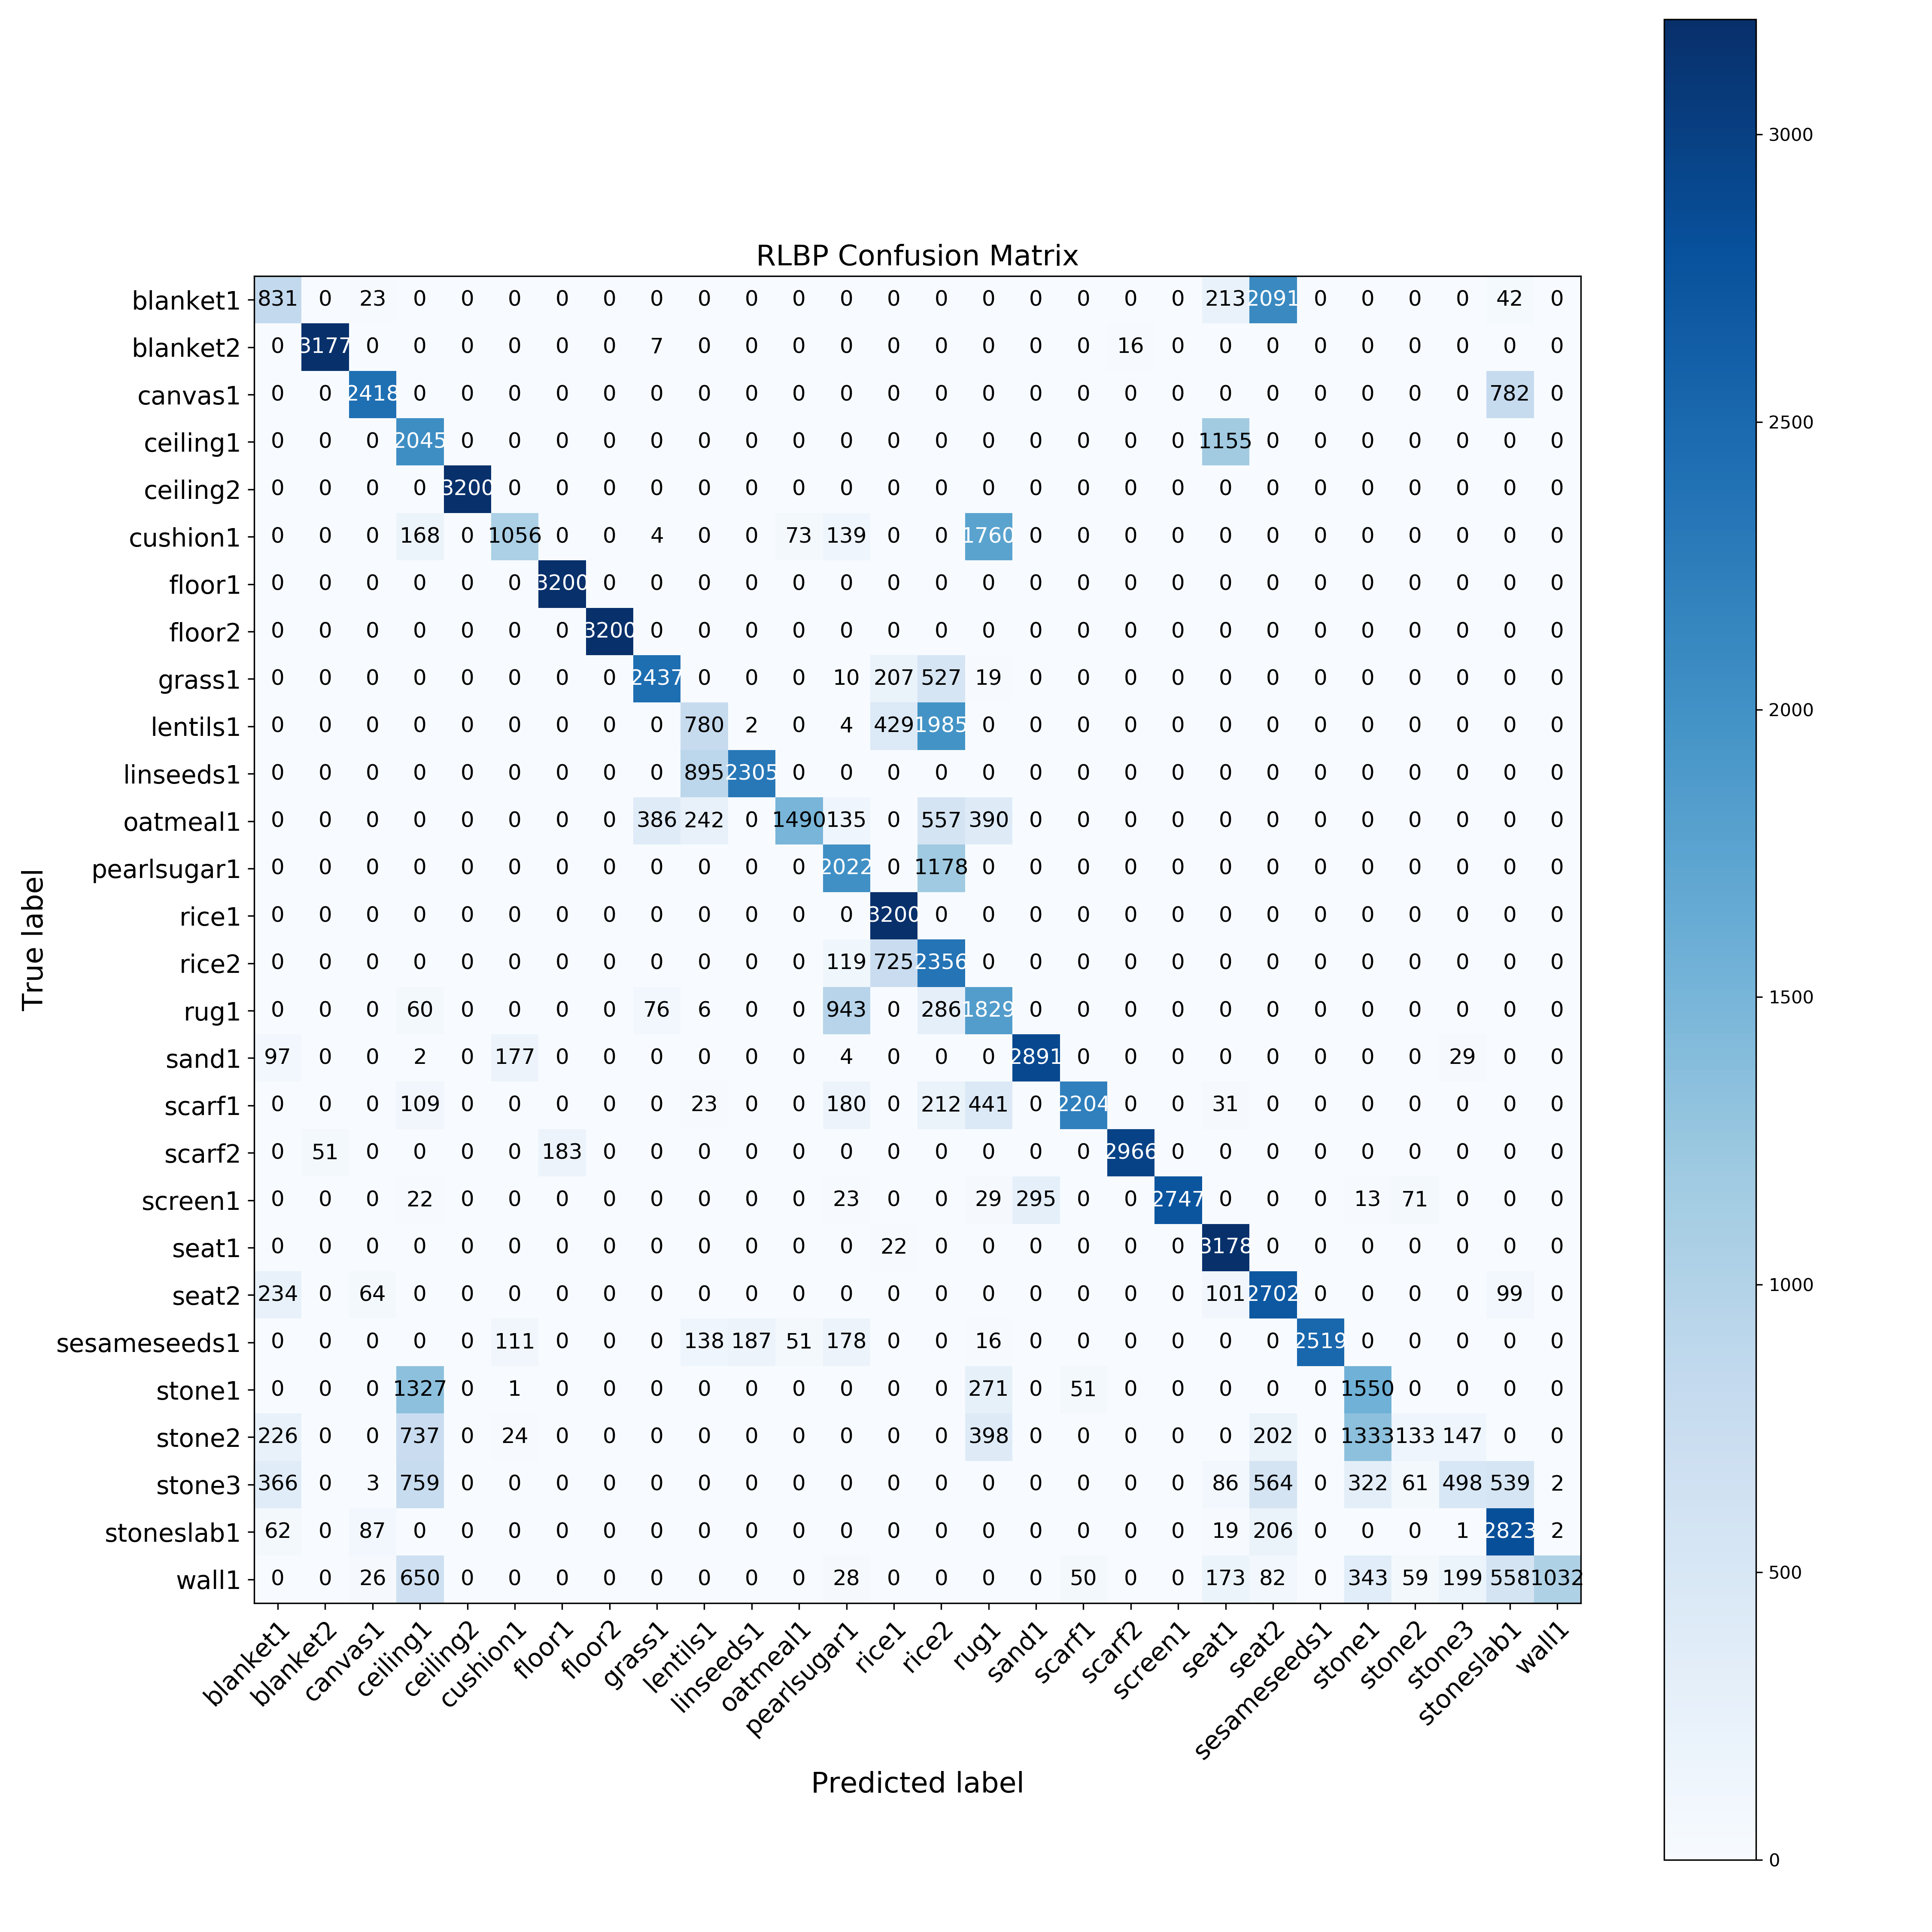 RLBP Confusion Matrix
blanket1 831 0 23 0 0 0 0 0 0 0 0 0 0 0 0 0 0 0 0 0 213 2091 0 0 0 0 42 0
blanket2 0 3177 0 0 0 0 0 0 7 0 0 0 0 0 0 0 0 0 16 0 0 0 0 0 0 0 0 0
canvas1 0 0 2418 0 0 0 0 0 0 0 0 0 0 0 0 0 0 0 0 0 0 0 0 0 0 0 782 0
ceiling1 0 0 0 2045 0 0 0 0 0 0 0 0 0 0 0 0 0 0 0 0 1155 0 0 0 0 0 0 0
ceiling2 0 0 0 0 3200 0 0 0 0 0 0 0 0 0 0 0 0 0 0 0 0 0 0 0 0 0 0 0
cushion1 0 0 0 168 0 1056 0 0 4 0 0 73 139 0 0 1760 0 0 0 0 0 0 0 0 0 0 0 0
floor1 0 0 0 0 0 0 3200 0 0 0 0 0 0 0 0 0 0 0 0 0 0 0 0 0 0 0 0 0
floor2 0 0 0 0 0 0 0 3200 0 0 0 0 0 0 0 0 0 0 0 0 0 0 0 0 0 0 0 0
grass1 0 0 0 0 0 0 0 0 2437 0 0 0 10 207 527 19 0 0 0 0 0 0 0 0 0 0 0 0
lentils1 0 0 0 0 0 0 0 0 0 780 2 0 4 429 1985 0 0 0 0 0 0 0 0 0 0 0 0 0
linseeds1 0 0 0 0 0 0 0 0 0 895 2305 0 0 0 0 0 0 0 0 0 0 0 0 0 0 0 0 0
oatmeal1 0 0 0 0 0 0 0 0 386 242 0 1490 135 0 557 390 0 0 0 0 0 0 0 0 0 0 0 0
pearlsugar1 0 0 0 0 0 0 0 0 0 0 0 0 2022 0 1178 0 0 0 0 0 0 0 0 0 0 0 0 0
rice1 0 0 0 0 0 0 0 0 0 0 0 0 0 3200 0 0 0 0 0 0 0 0 0 0 0 0 0 0
rice2 0 0 0 0 0 0 0 0 0 0 0 0 119 725 2356 0 0 0 0 0 0 0 0 0 0 0 0 0
rug1 0 0 0 60 0 0 0 0 76 6 0 0 943 0 286 1829 0 0 0 0 0 0 0 0 0 0 0 0
sand1 97 0 0 2 0 177 0 0 0 0 0 0 4 0 0 0 2891 0 0 0 0 0 0 0 0 29 0 0
scarf1 0 0 0 109 0 0 0 0 0 23 0 0 180 0 212 441 0 2204 0 0 31 0 0 0 0 0 0 0
scarf2 0 51 0 0 0 0 183 0 0 0 0 0 0 0 0 0 0 0 2966 0 0 0 0 0 0 0 0 0
screen1 0 0 0 22 0 0 0 0 0 0 0 0 23 0 0 29 295 0 0 2747 0 0 0 13 71 0 0 0
seat1 0 0 0 0 0 0 0 0 0 0 0 0 0 22 0 0 0 0 0 0 3178 0 0 0 0 0 0 0
seat2 234 0 64 0 0 0 0 0 0 0 0 0 0 0 0 0 0 0 0 0 101 2702 0 0 0 0 99 0
sesameseeds1 0 0 0 0 0 111 0 0 0 138 187 51 178 0 0 16 0 0 0 0 0 0 2519 0 0 0 0 0
stone1 0 0 0 1327 0 1 0 0 0 0 0 0 0 0 0 271 0 51 0 0 0 0 0 1550 0 0 0 0
stone2 226 0 0 737 0 24 0 0 0 0 0 0 0 0 0 398 0 0 0 0 0 202 0 1333 133 147 0 0
stone3 366 0 3 759 0 0 0 0 0 0 0 0 0 0 0 0 0 0 0 0 86 564 0 322 61 498 539 2
stoneslab1 62 0 87 0 0 0 0 0 0 0 0 0 0 0 0 0 0 0 0 0 19 206 0 0 0 1 2823 2
wall1 0 0 26 650 0 0 0 0 0 0 0 0 28 0 0 0 0 50 0 0 173 82 0 343 59 199 558 1032
blanket1 blanket2 canvas1 ceiling1 ceiling2 cushion1 floor1 floor2 grass1 lentils1 linseeds1 oatmeal1 pearlsugar1 rice1 rice2 rug1 sand1 scarf1 scarf2 screen1 seat1 seat2 sesameseeds1 stone1 stone2 stone3 stoneslab1 wall1
Predicted label
True label
3000
2500
2000
1500
1000
500
0